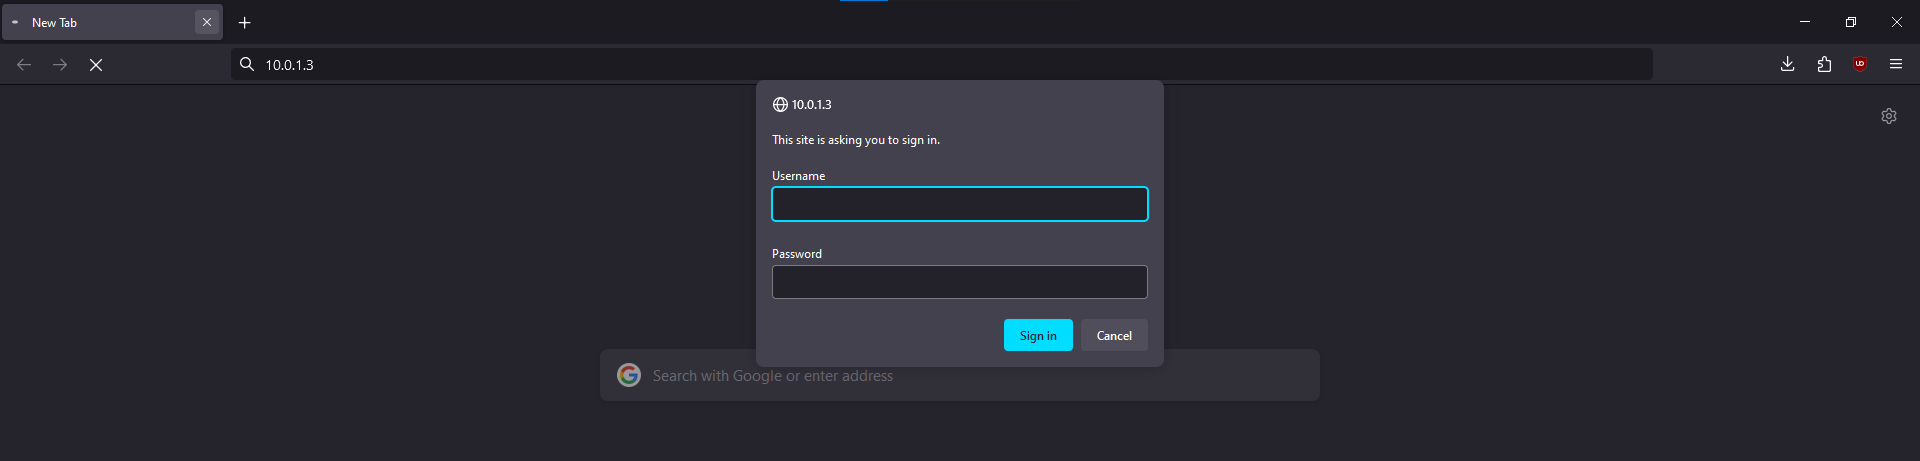 New Tab
10.0.1.3
10.0.1.3
This site is asking you to sign in.
Username
Password
Sign in
Cancel
Search with Google or enter address